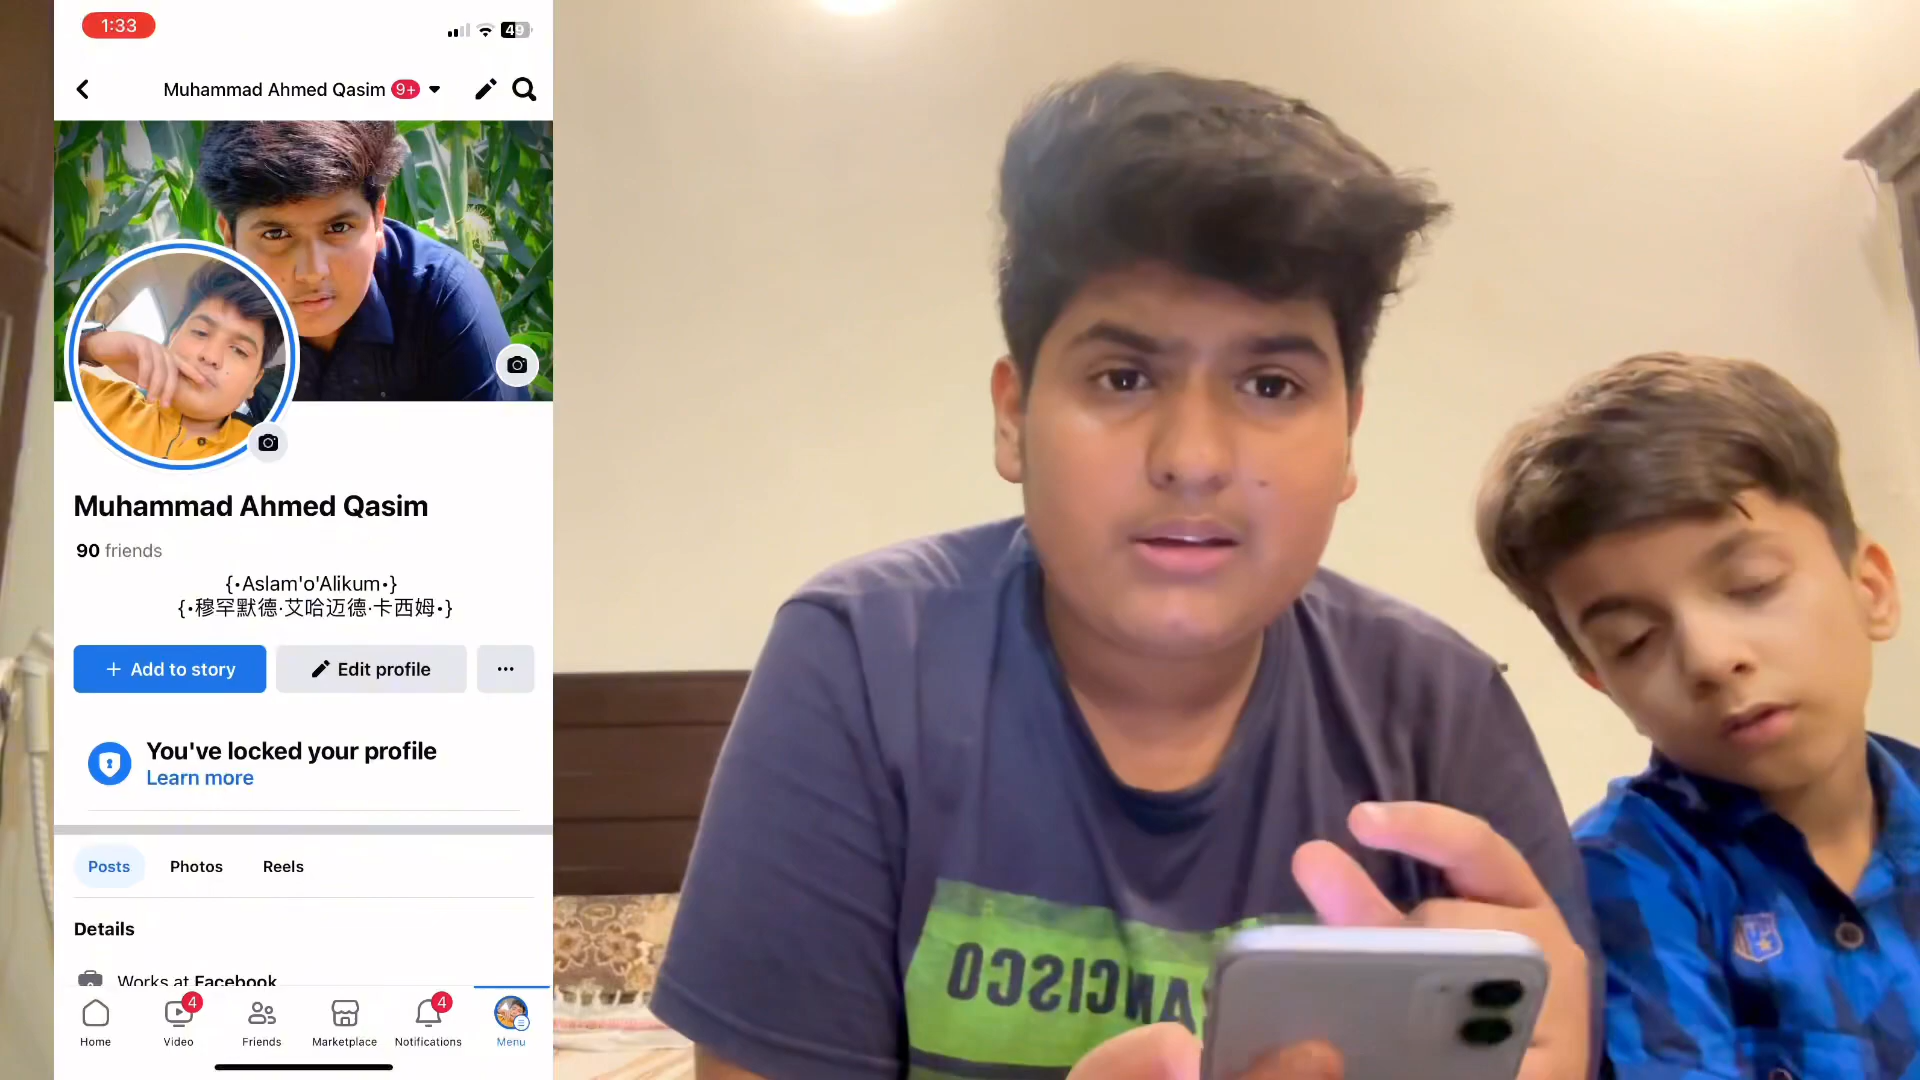 1:33
49
Muhammad Ahmed Qasim 9+
Muhammad Ahmed Qasim
90 friends
{•Aslam'o'Alikum•}
{•穆罕默德·艾哈迈德·卡西姆•}
+ Add to story
Edit profile
You've locked your profile
Learn more
Posts
Photos
Reels
Details
Works at Facebook
4
4
Home
Video
Friends
Marketplace
Notifications
Menu
ANCISCO